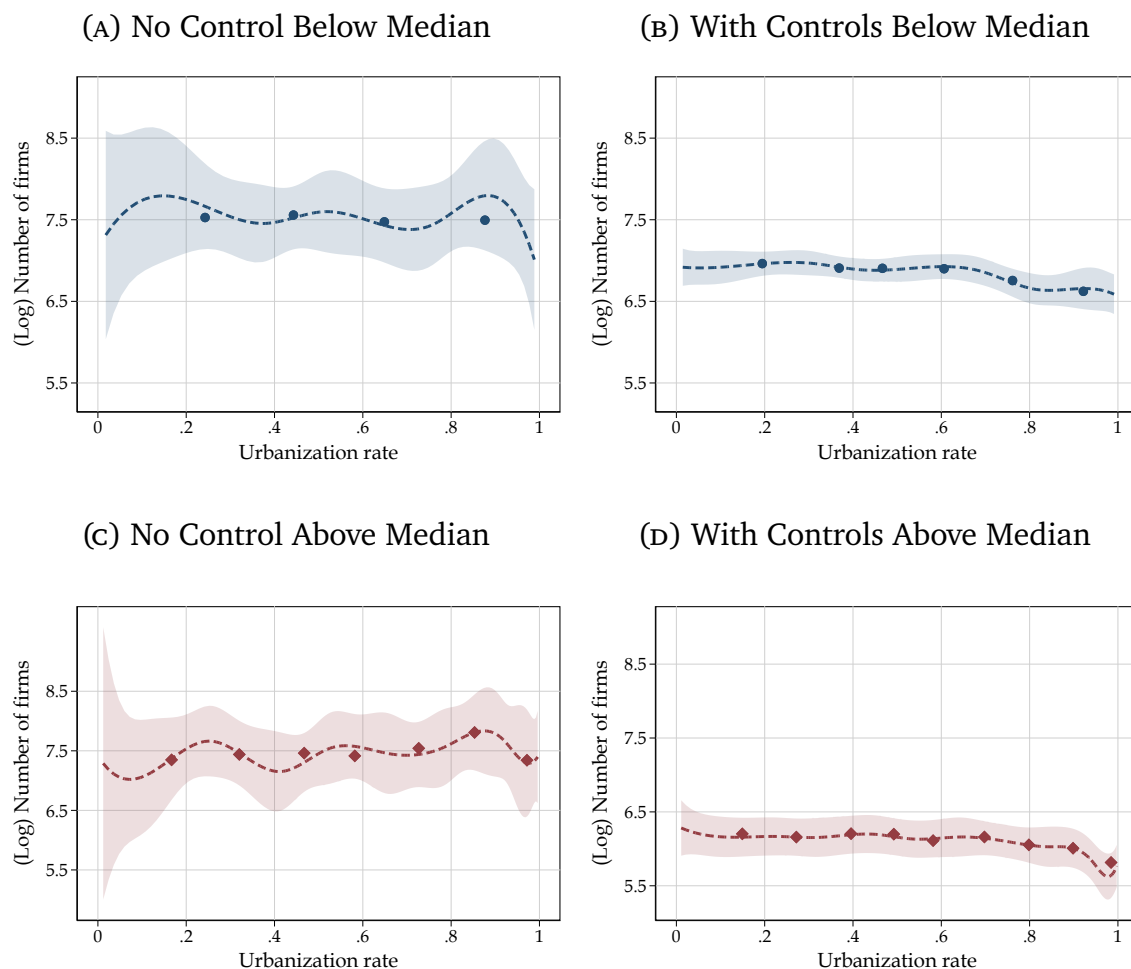 (A) No Control Below Median
(Log) Number of firms
8.5
7.5
6.5
5.5
0 .2 .4 .6 .8 1
Urbanization rate
(B) With Controls Below Median
(Log) Number of firms
8.5
7.5
6.5
5.5
0 .2 .4 .6 .8 1
Urbanization rate
(C) No Control Above Median
(Log) Number of firms
8.5
7.5
6.5
5.5
0 .2 .4 .6 .8 1
Urbanization rate
(D) With Controls Above Median
(Log) Number of firms
8.5
7.5
6.5
5.5
0 .2 .4 .6 .8 1
Urbanization rate